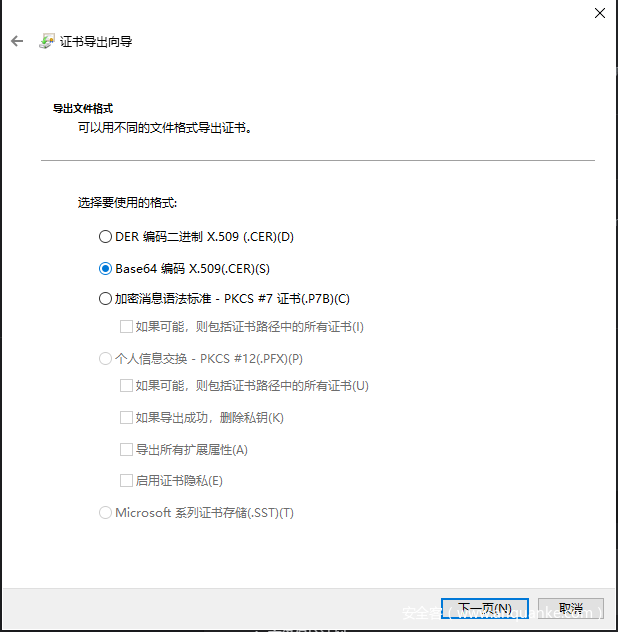 证书导出向导
导出文件格式
可以用不同的文件格式导出证书。
选择要使用的格式:
DER 编码二进制 X.509 (.CER)(D)
Base64 编码 X.509(.CER)(S)
加密消息语法标准 - PKCS #7 证书(.P7B)(C)
如果可能，则包括证书路径中的所有证书(I)
个人信息交换 - PKCS #12(.PFX)(P)
如果可能，则包括证书路径中的所有证书(U)
如果导出成功，删除私钥(K)
导出所有扩展属性(A)
启用证书隐私(E)
Microsoft 系列证书存储(.SST)(T)
下一页(N) 取消
安全客 ( www.anquanke.com )